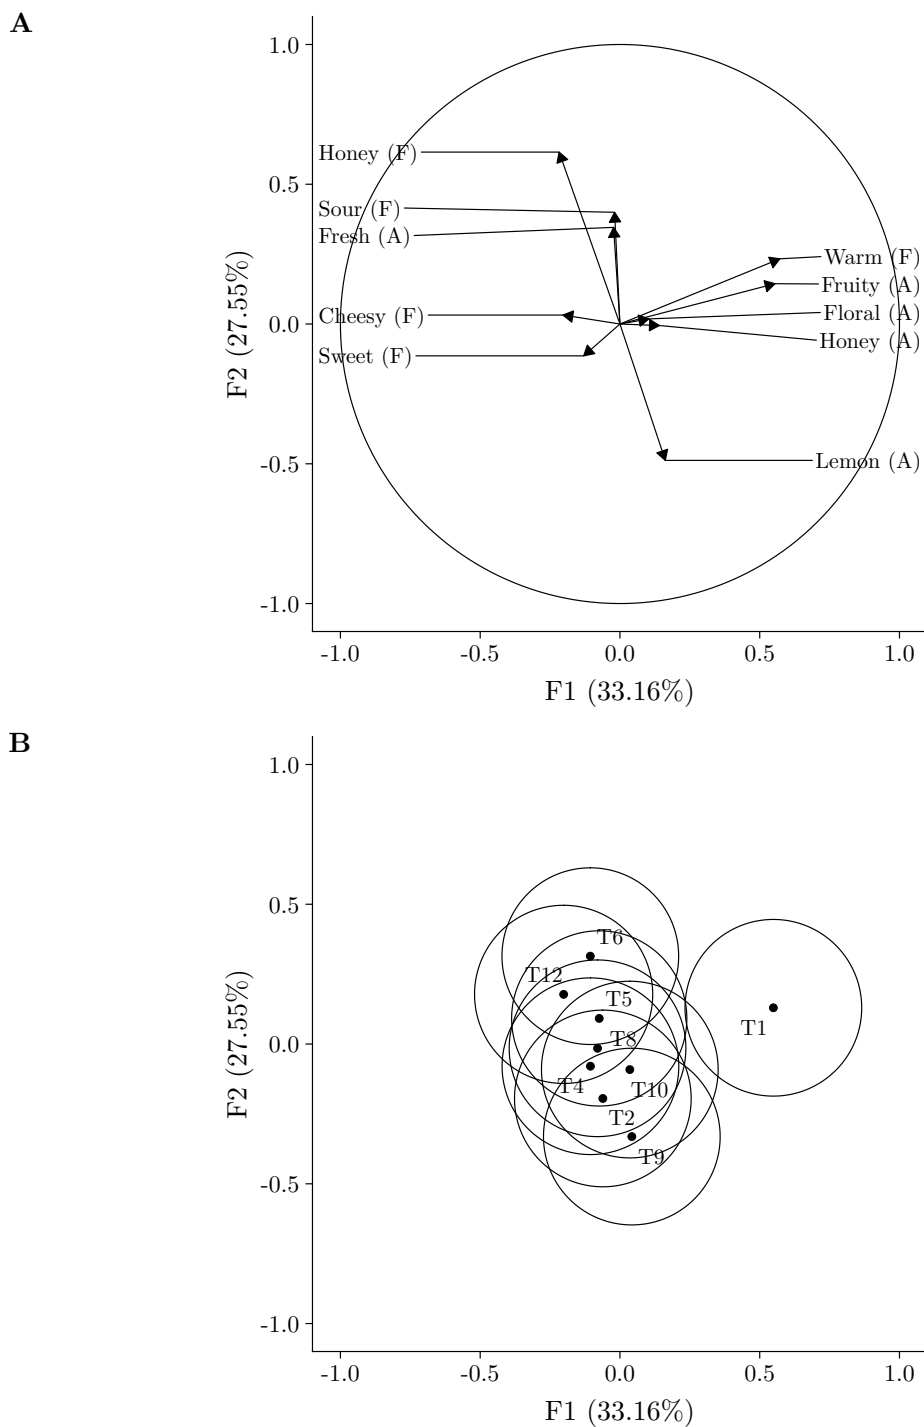 A
1.0
Honey (F)
0.5
Sour (F)
Fresh (A)
Warm (F)
Fruity (A)
Cheesy (F)
0.0
Floral (A)
Honey (A)
Sweet (F)
F2 (27.55%)
-0.5
Lemon (A)
-1.0
-1.0 -0.5 0.0 0.5 1.0
F1 (33.16%)
B
1.0
0.5
T6
T12
T5
T1
0.0
T8
T4
T10
T2
T9
F2 (27.55%)
-0.5
-1.0
-1.0 -0.5 0.0 0.5 1.0
F1 (33.16%)